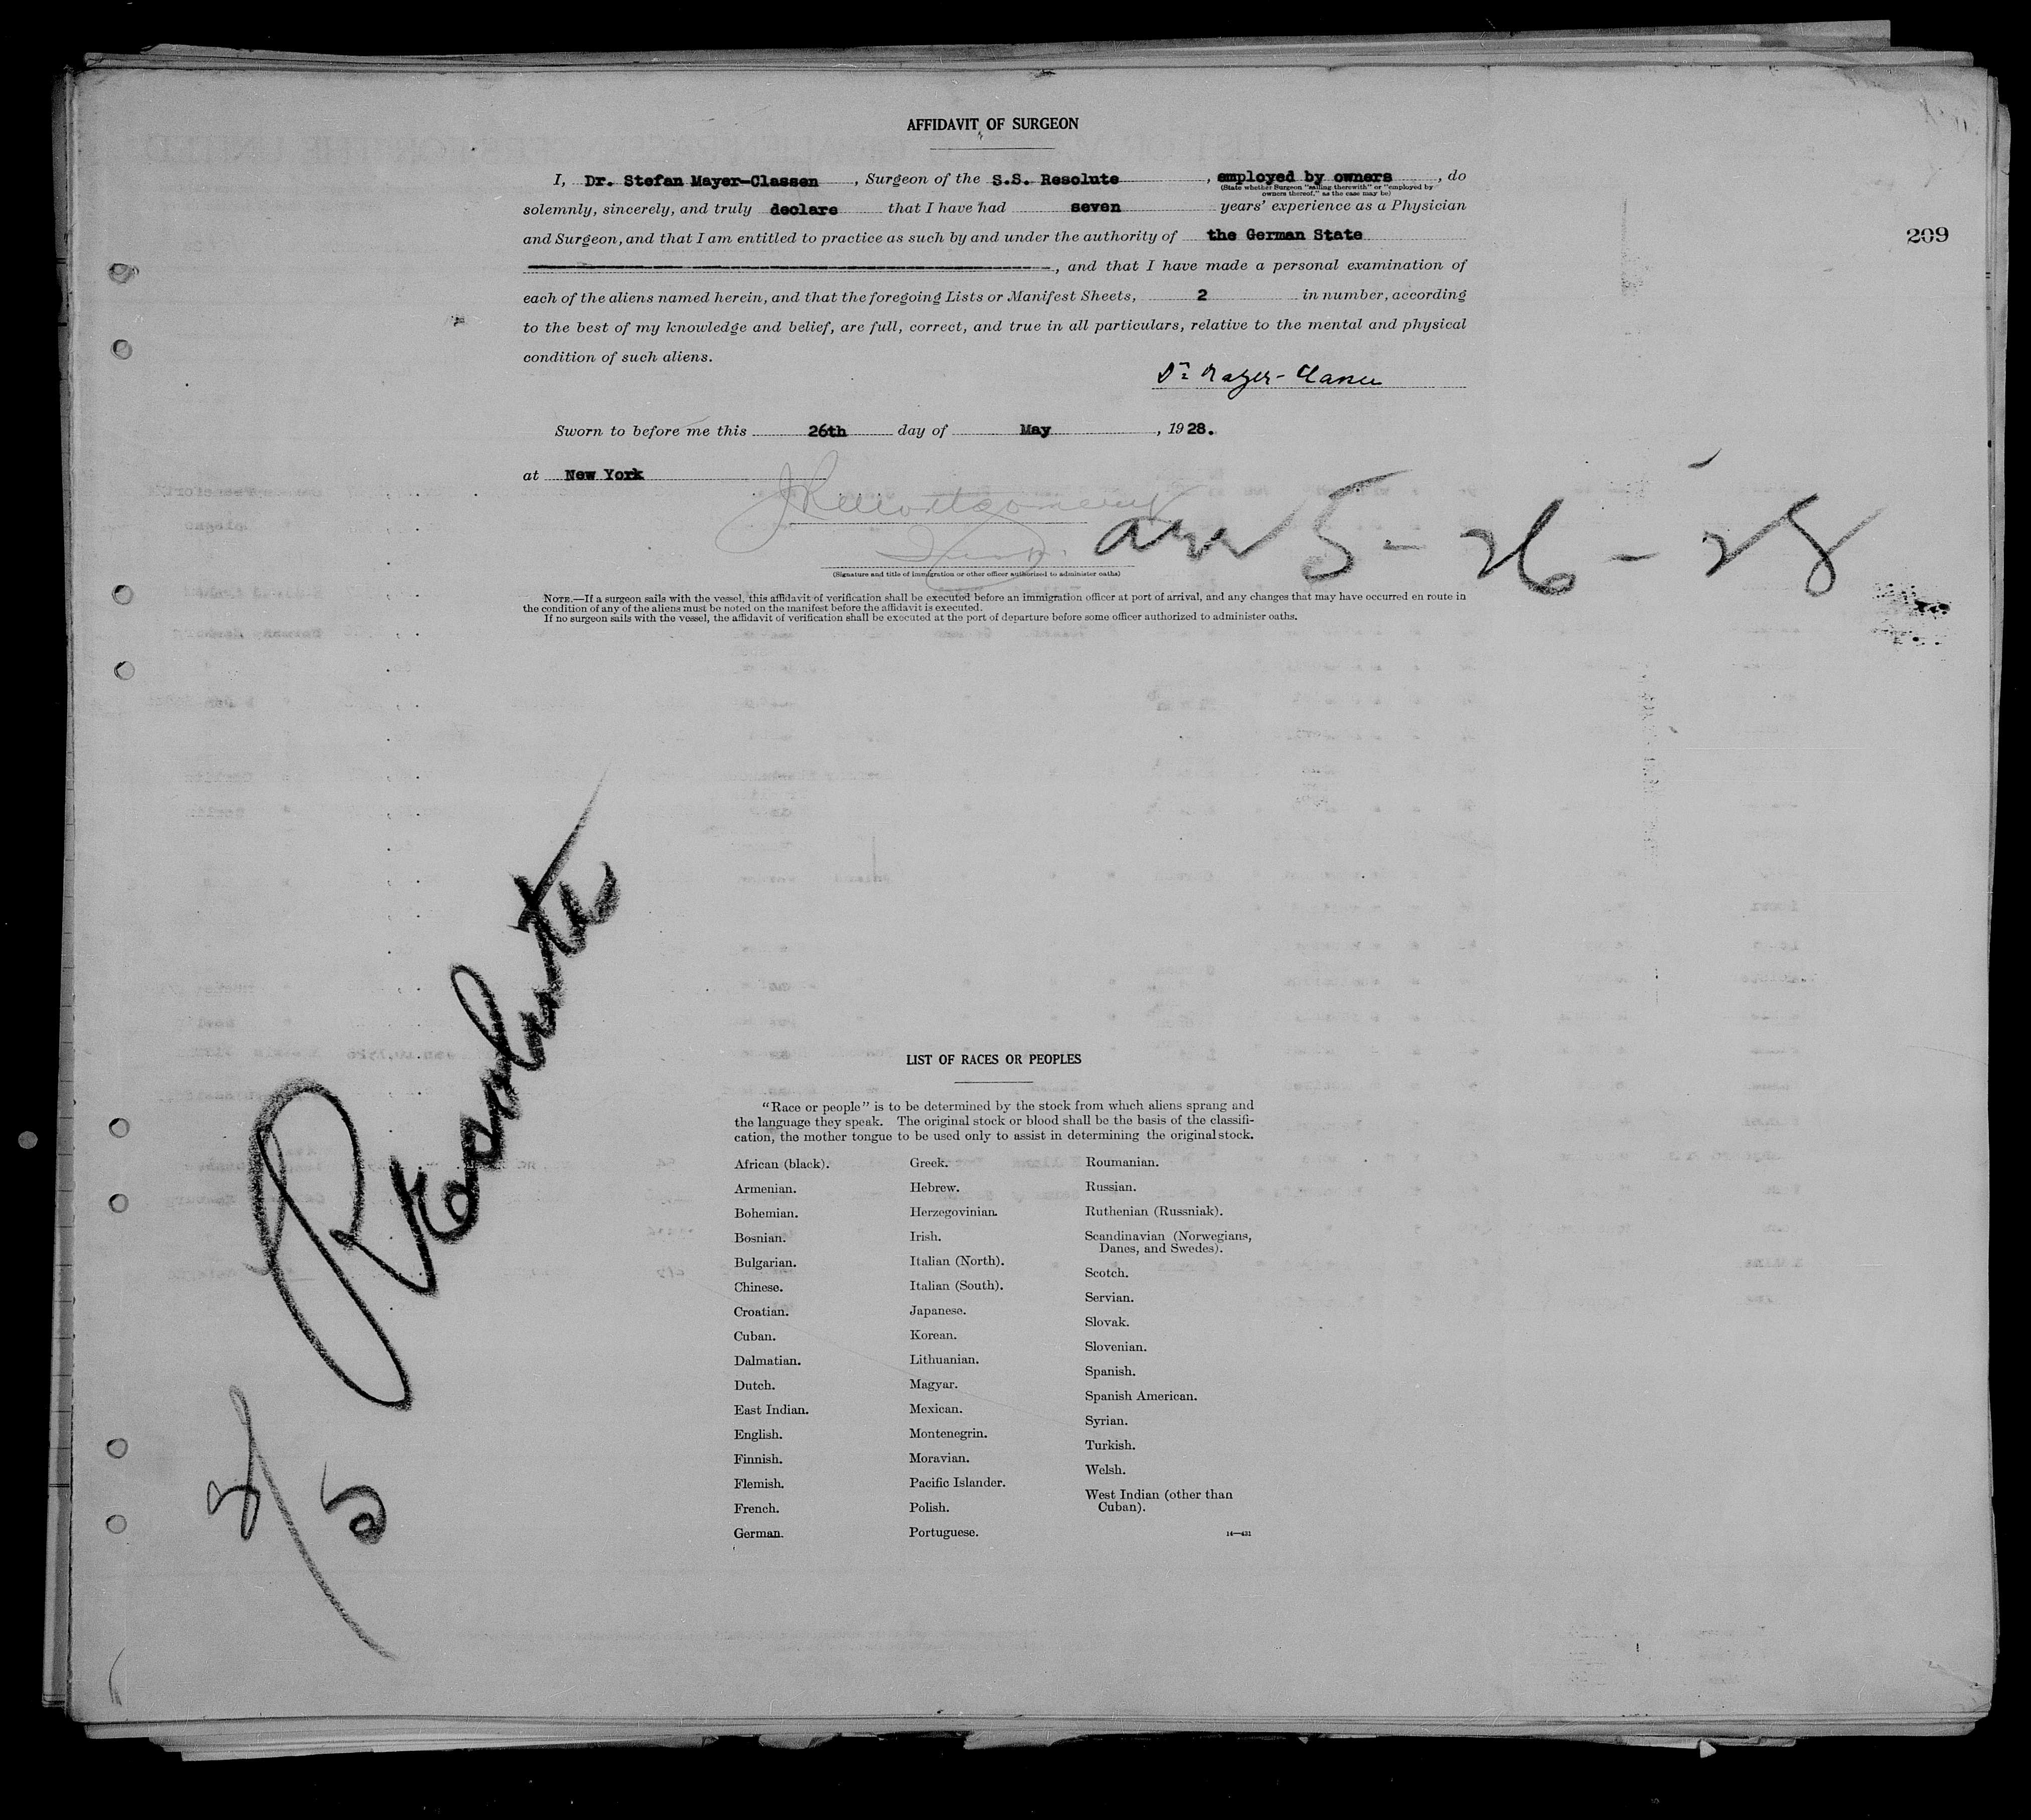 AFFIDAVIT OF SURGEON
I, Dr. Stefan Mayer-Classen, Surgeon of the S.S. Resolute, employed by owners, do
(State whether Surgeon "sailing therewith" or "employed by
owners thereof," as the case may be)
solemnly, sincerely, and truly declare that I have had seven years' experience as a Physician
and Surgeon, and that I am entitled to practice as such by and under the authority of the German State
209
, and that I have made a personal examination of
each of the aliens named herein, and that the foregoing Lists or Manifest Sheets, 2 in number, according
to the best of my knowledge and belief, are full, correct, and true in all particulars, relative to the mental and physical
condition of such aliens.
Dr Mayer-Classen
Sworn to before me this 26th day of May, 1928.
at New York
JR Montgomery
Insp.
arr 5-26-28
(Signature and title of immigration or other officer authorized to administer oaths)
NOTE.—If a surgeon sails with the vessel, this affidavit of verification shall be executed before an immigration officer at port of arrival, and any changes that may have occurred en route in
the condition of any of the aliens must be noted on the manifest before the affidavit is executed.
If no surgeon sails with the vessel, the affidavit of verification shall be executed at the port of departure before some officer authorized to administer oaths.
Resolute
LIST OF RACES OR PEOPLES
"Race or people" is to be determined by the stock from which aliens sprang and
the language they speak. The original stock or blood shall be the basis of the classifi-
cation, the mother tongue to be used only to assist in determining the original stock.
African (black).
Armenian.
Bohemian.
Bosnian.
Bulgarian.
Chinese.
Croatian.
Cuban.
Dalmatian.
Dutch.
East Indian.
English.
Finnish.
Flemish.
French.
German.
Greek.
Hebrew.
Herzegovinian.
Irish.
Italian (North).
Italian (South).
Japanese.
Korean.
Lithuanian.
Magyar.
Mexican.
Montenegrin.
Moravian.
Pacific Islander.
Polish.
Portuguese.
Roumanian.
Russian.
Ruthenian (Russniak).
Scandinavian (Norwegians,
Danes, and Swedes).
Scotch.
Servian.
Slovak.
Slovenian.
Spanish.
Spanish American.
Syrian.
Turkish.
Welsh.
West Indian (other than
Cuban).
14—431